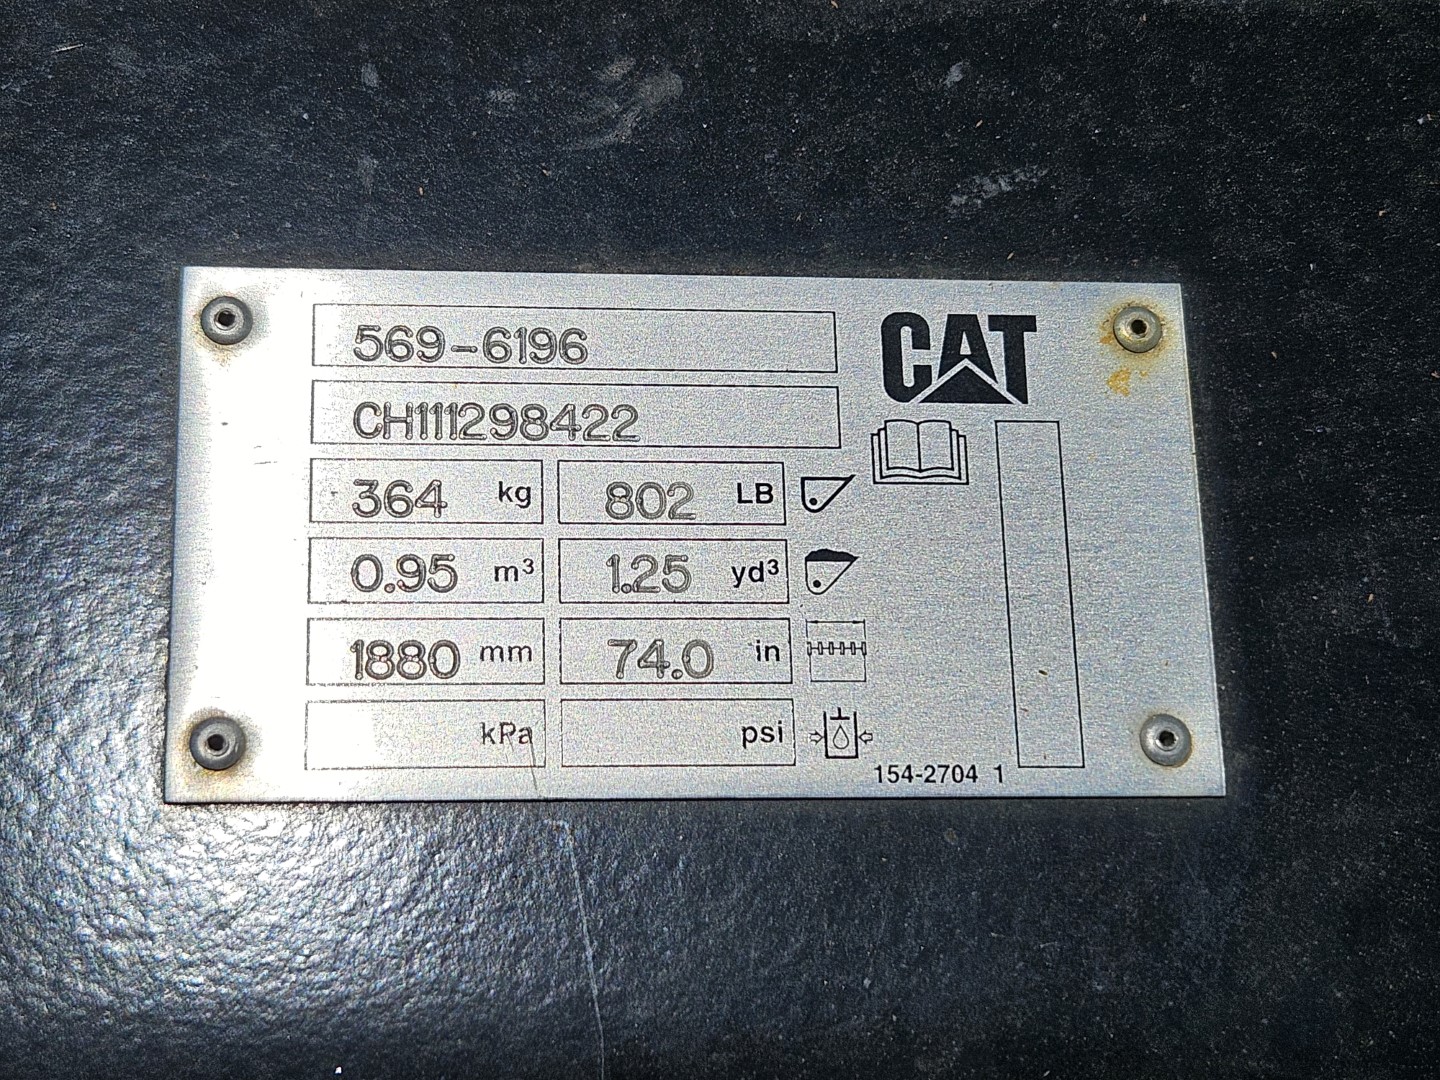 569-6196
CAT
CH111298422
364 kg 802 LB
0.95 m³ 1.25 yd³
1880 mm 74.0 in
kPa psi
154-2704 1